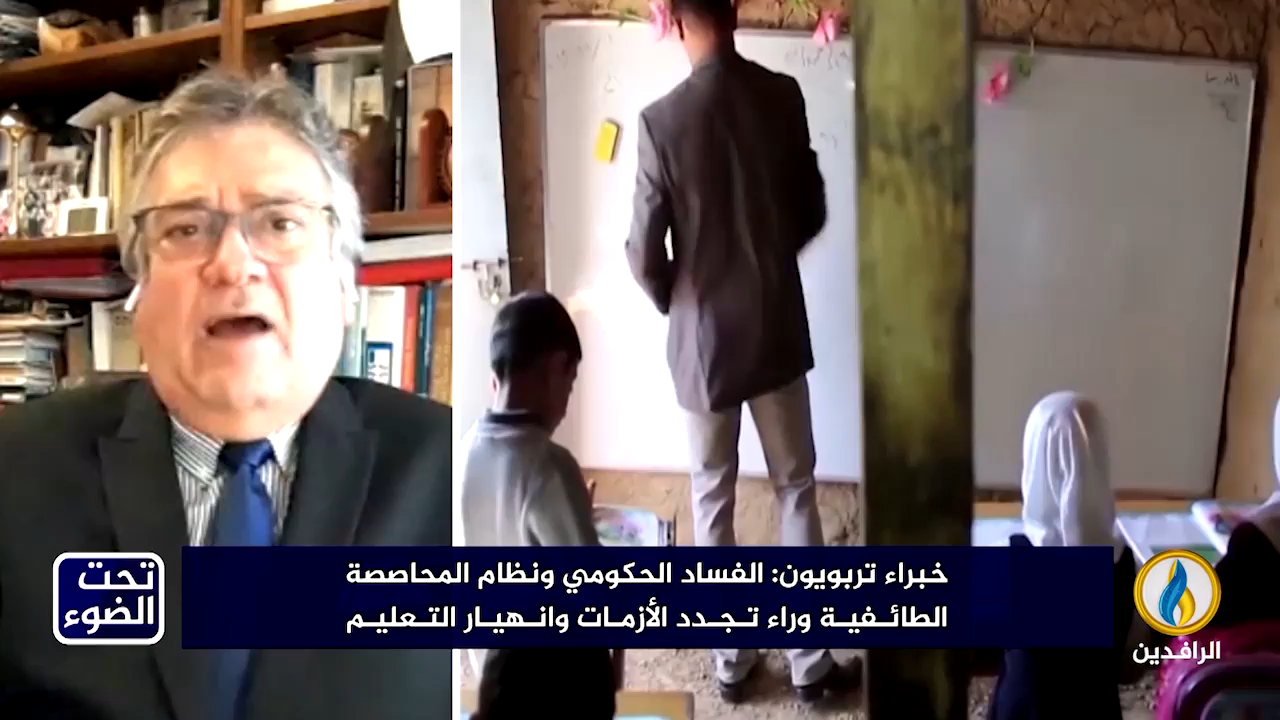 خبراء تربويون: الفساد الحكومي ونظام المحاصصة
الطائفية وراء تجدد الأزمات وانهيار التعليم
تحت
الضوء
الرافدين